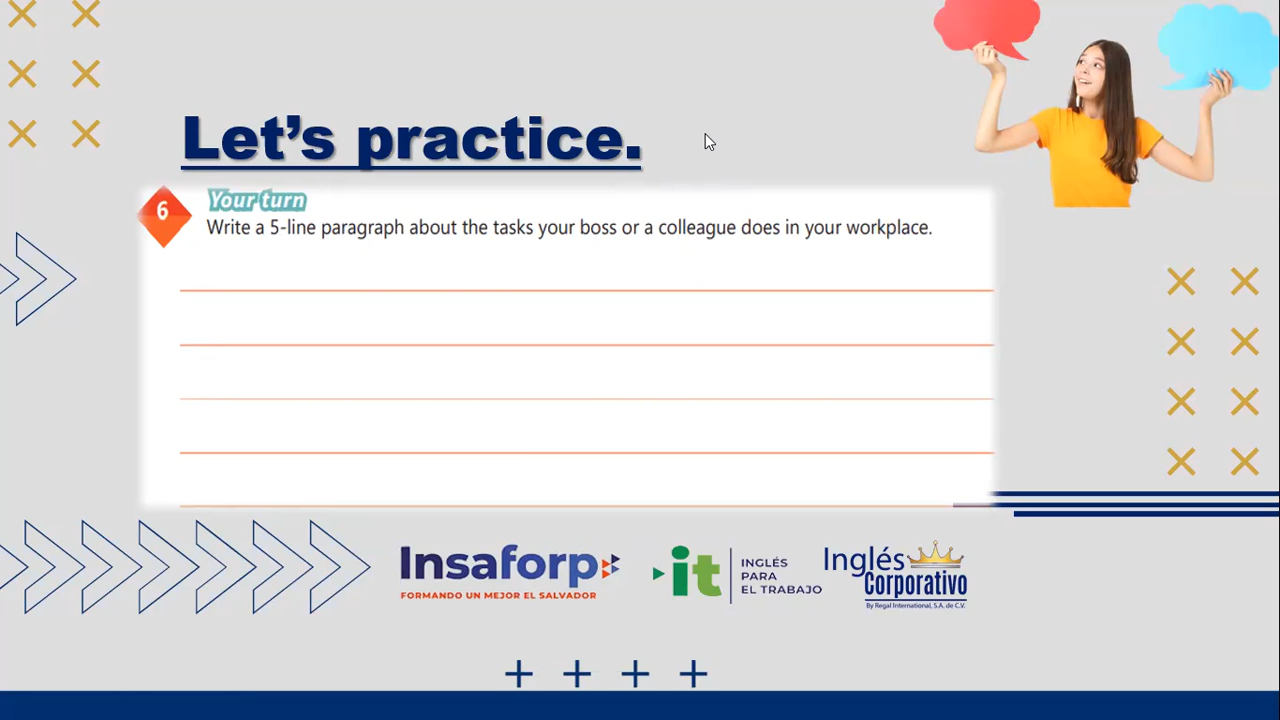 Let's practice.
6
Your turn
Write a 5-line paragraph about the tasks your boss or a colleague does in your workplace.
Insaforp
FORMANDO UN MEJOR EL SALVADOR
it
INGLÉS
PARA
EL TRABAJO
Inglés
Corporativo
By Regal International, S.A. de C.V.